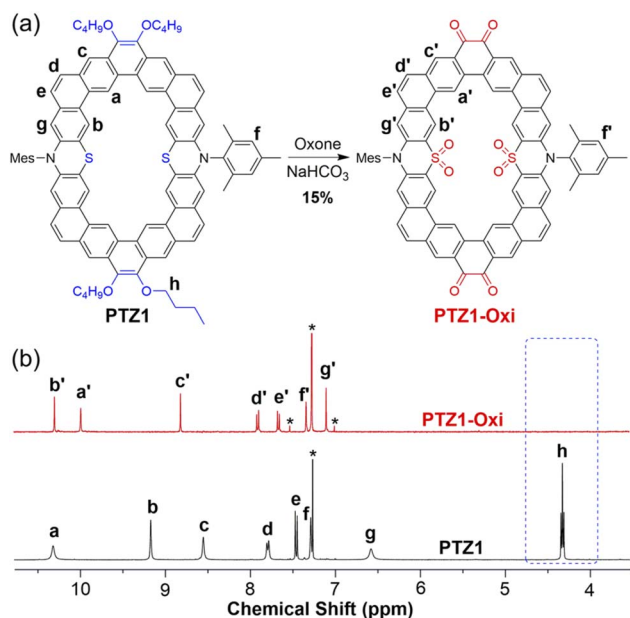 (a)
C₄H₉O OC₄H₉
c
c'
O O
d
d'
a
a'
e
e'
g
b
f
g'
b'
f'
Mes N S S N
Oxone
NaHCO₃
15%
Mes N S S N
O O O O
h
C₄H₉O O
O O
PTZ1
PTZ1-Oxi
(b)
b' a' c' d' e' * f' * g' *
PTZ1-Oxi
a b c d e f * g h
PTZ1
10 9 8 7 6 5 4
Chemical Shift (ppm)